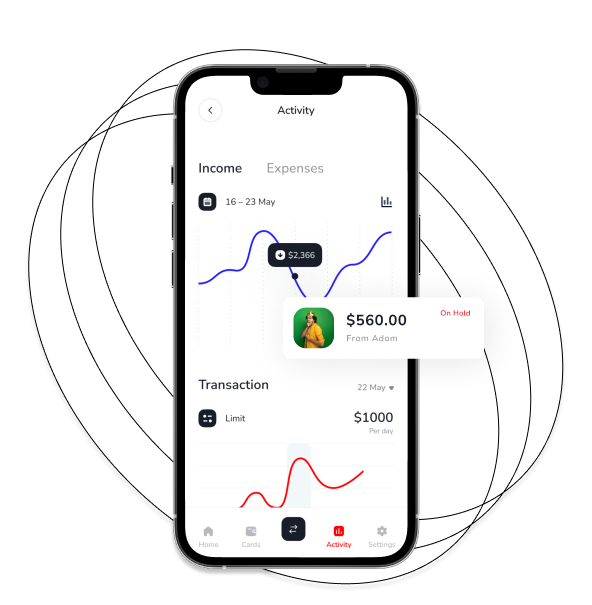 Activity
Income Expenses
16 – 23 May
$2,366
$560.00 On Hold
From Adom
Transaction 22 May
Limit $1000
Per day
Home Cards Activity Settings